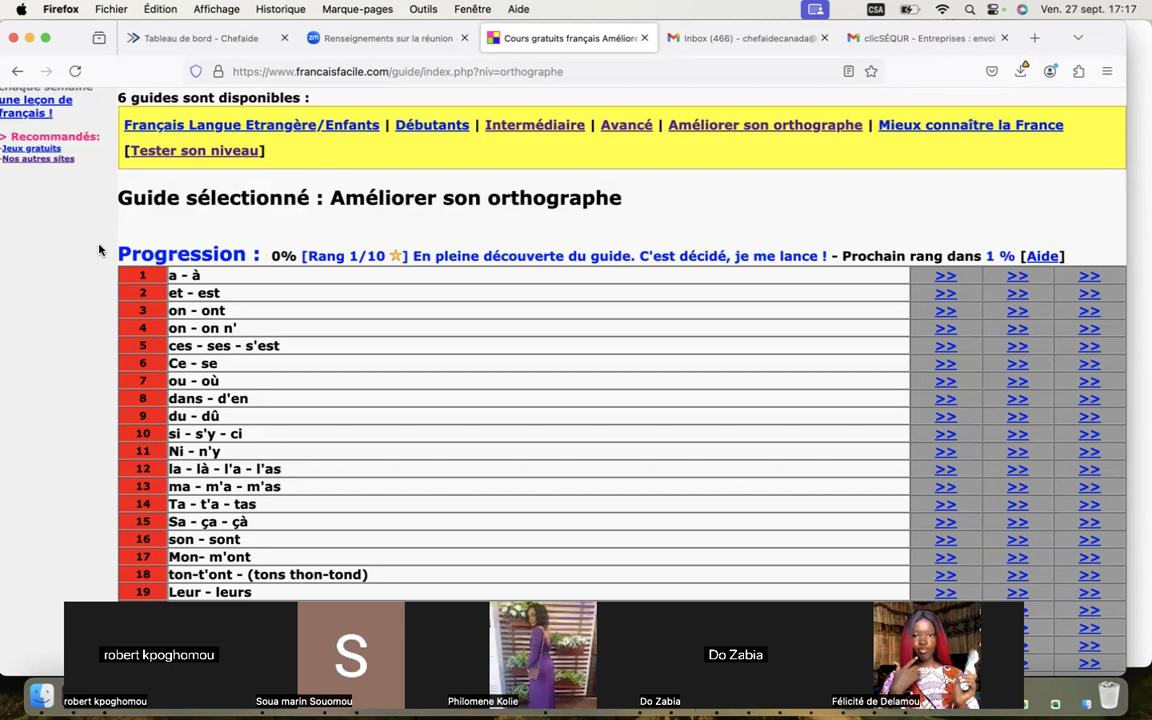 Firefox Fichier Édition Affichage Historique Marque-pages Outils Fenêtre Aide CSA Ven. 27 sept. à 17:17
Tableau de bord - Chefaide Renseignements sur la réunion - Cours gratuits français Améliore Inbox (466) - chefaidecanada@ clicSÉQUR - Entreprises : envoi
https://www.francaisfacile.com/guide/index.php?niv=orthographe
chaque semaine
une leçon de
français !
> Recommandés:
-Jeux gratuits
-Nos autres sites
6 guides sont disponibles :
Français Langue Etrangère/Enfants | Débutants | Intermédiaire | Avancé | Améliorer son orthographe | Mieux connaître la France
[Tester son niveau]
Guide sélectionné : Améliorer son orthographe
Progression : 0% [Rang 1/10 ] En pleine découverte du guide. C'est décidé, je me lance ! - Prochain rang dans 1 % [Aide]
1 a - à >> >> >>
2 et - est >> >> >>
3 on - ont >> >> >>
4 on - on n' >> >> >>
5 ces - ses - s'est >> >> >>
6 Ce - se >> >> >>
7 ou - où >> >> >>
8 dans - d'en >> >> >>
9 du - dû >> >> >>
10 si - s'y - ci >> >> >>
11 Ni - n'y >> >> >>
12 la - là - l'a - l'as >> >> >>
13 ma - m'a - m'as >> >> >>
14 Ta - t'a - tas >> >> >>
15 Sa - ça - çà >> >> >>
16 son - sont >> >> >>
17 Mon- m'ont >> >> >>
18 ton-t'ont - (tons thon-tond) >> >> >>
19 Leur - leurs >> >> >>
>>
>>
>>
>>
robert kpoghomou S Do Zabia
robert kpoghomou Soua marin Souomou Philomene Kolie Do Zabia Félicité de Delamou